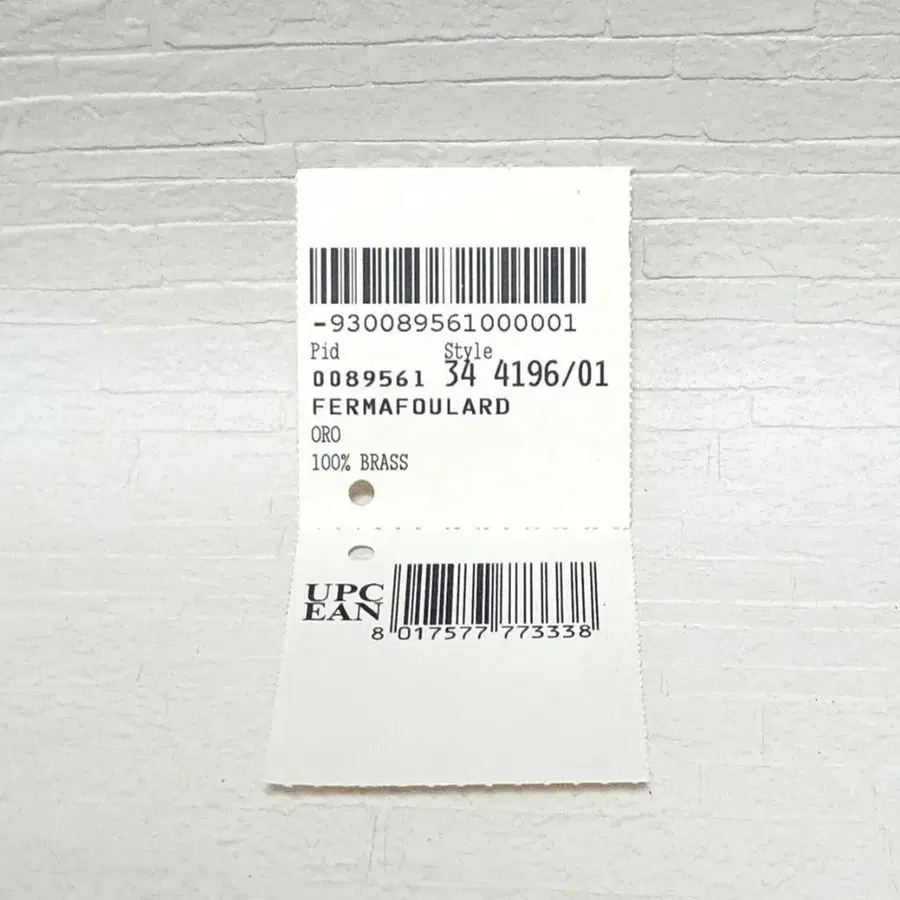 -930089561000001
Pid Style
0089561 34 4196/01
FERMAFOULARD
ORO
100% BRASS
UPC
EAN
8 017577 773338